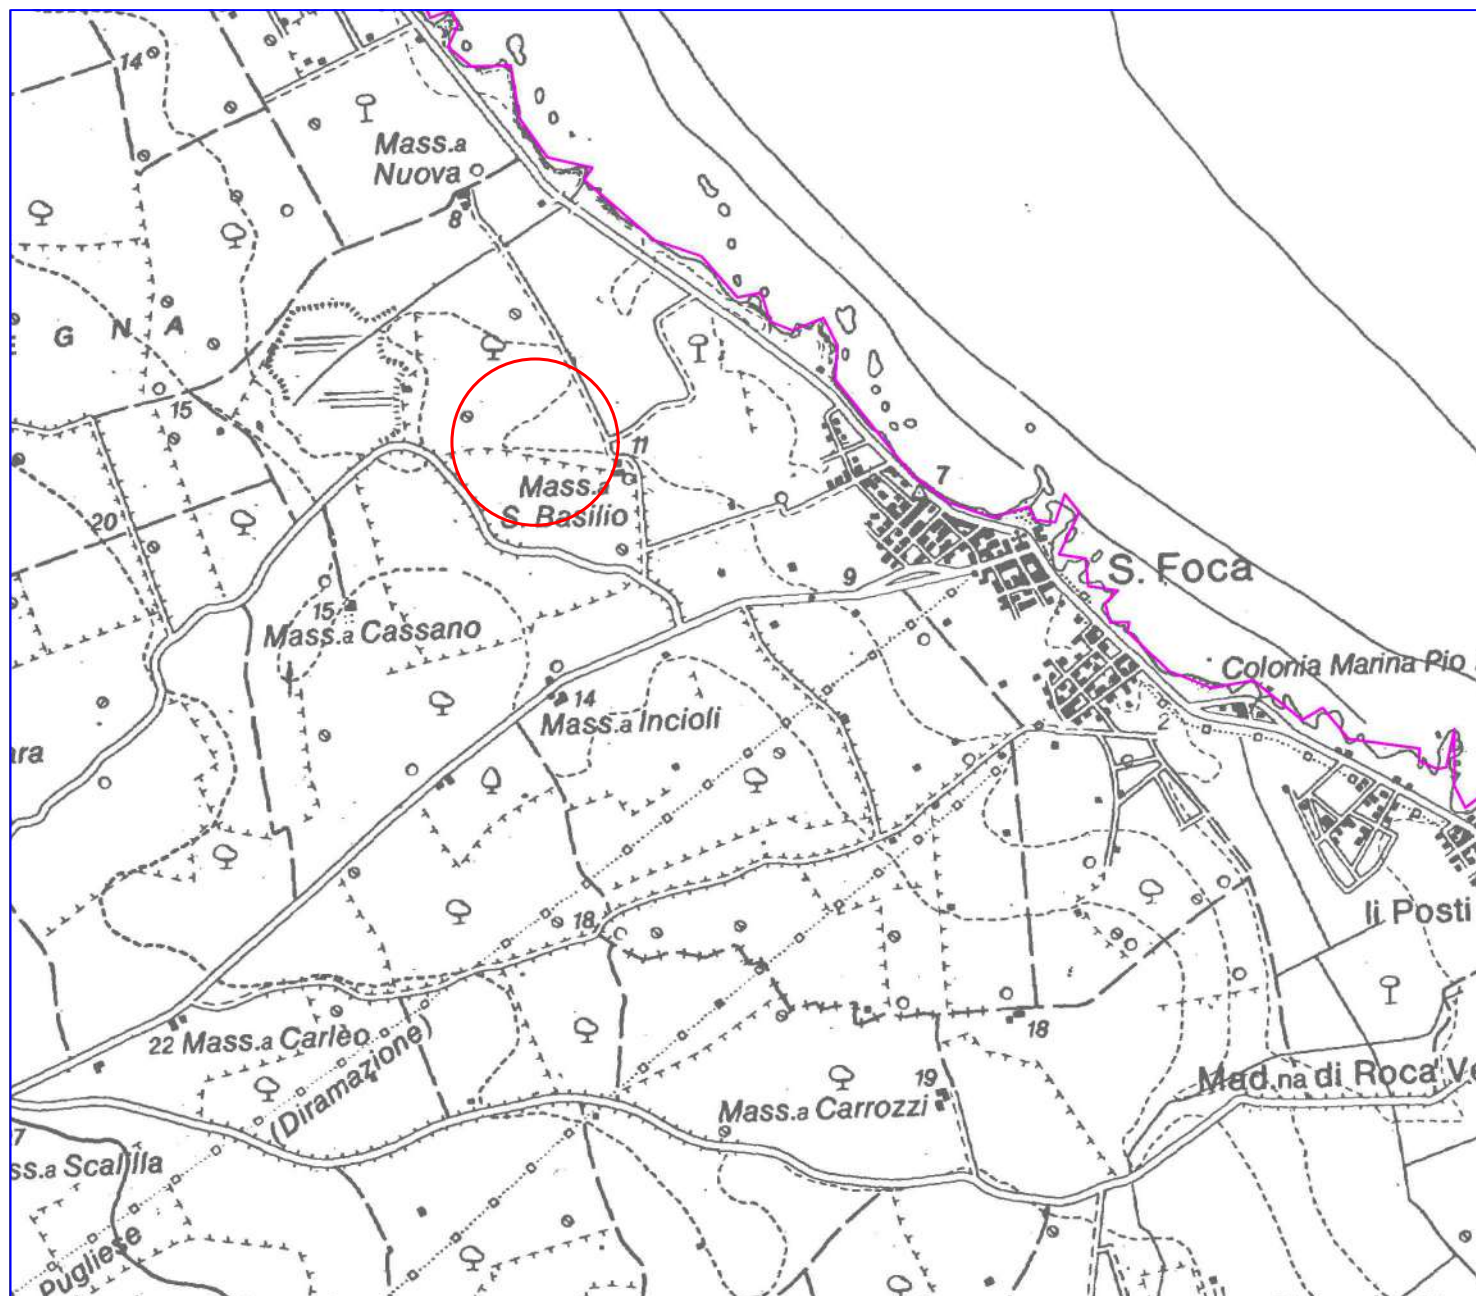 14
Mass.a
Nuova
8
G N A
15
11
Mass.a
S. Basilio
7
20
S. Foca
9
15
Mass.a Cassano
Colonia Marina Pio
14
Mass.a Incioli
2
ara
li Posti
18
22 Mass.a Carlèo
18
(Diramazione)
Mad.na di Roca Ve
19
Mass.a Carrozzi
7
ss.a Scalilla
Pugliese